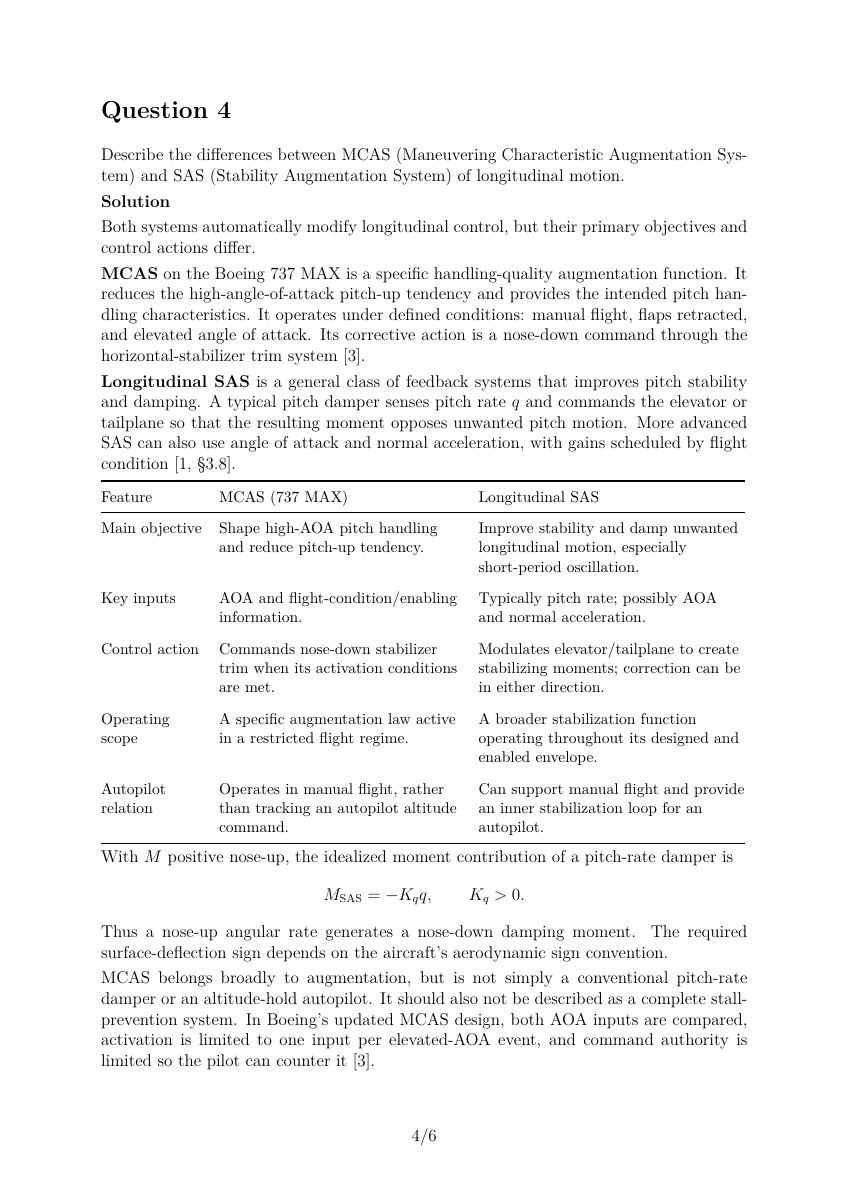 Question 4
Describe the differences between MCAS (Maneuvering Characteristic Augmentation Sys-
tem) and SAS (Stability Augmentation System) of longitudinal motion.
Solution
Both systems automatically modify longitudinal control, but their primary objectives and
control actions differ.
MCAS on the Boeing 737 MAX is a specific handling-quality augmentation function. It
reduces the high-angle-of-attack pitch-up tendency and provides the intended pitch han-
dling characteristics. It operates under defined conditions: manual flight, flaps retracted,
and elevated angle of attack. Its corrective action is a nose-down command through the
horizontal-stabilizer trim system [3].
Longitudinal SAS is a general class of feedback systems that improves pitch stability
and damping. A typical pitch damper senses pitch rate q and commands the elevator or
tailplane so that the resulting moment opposes unwanted pitch motion. More advanced
SAS can also use angle of attack and normal acceleration, with gains scheduled by flight
condition [1, §3.8].
Feature MCAS (737 MAX) Longitudinal SAS
Main objective Shape high-AOA pitch handling Improve stability and damp unwanted
and reduce pitch-up tendency. longitudinal motion, especially
short-period oscillation.
Key inputs AOA and flight-condition/enabling Typically pitch rate; possibly AOA
information. and normal acceleration.
Control action Commands nose-down stabilizer Modulates elevator/tailplane to create
trim when its activation conditions stabilizing moments; correction can be
are met. in either direction.
Operating A specific augmentation law active A broader stabilization function
scope in a restricted flight regime. operating throughout its designed and
enabled envelope.
Autopilot Operates in manual flight, rather Can support manual flight and provide
relation than tracking an autopilot altitude an inner stabilization loop for an
command. autopilot.
With M positive nose-up, the idealized moment contribution of a pitch-rate damper is
M_SAS = −K_q q, K_q > 0.
Thus a nose-up angular rate generates a nose-down damping moment. The required
surface-deflection sign depends on the aircraft's aerodynamic sign convention.
MCAS belongs broadly to augmentation, but is not simply a conventional pitch-rate
damper or an altitude-hold autopilot. It should also not be described as a complete stall-
prevention system. In Boeing's updated MCAS design, both AOA inputs are compared,
activation is limited to one input per elevated-AOA event, and command authority is
limited so the pilot can counter it [3].
4/6